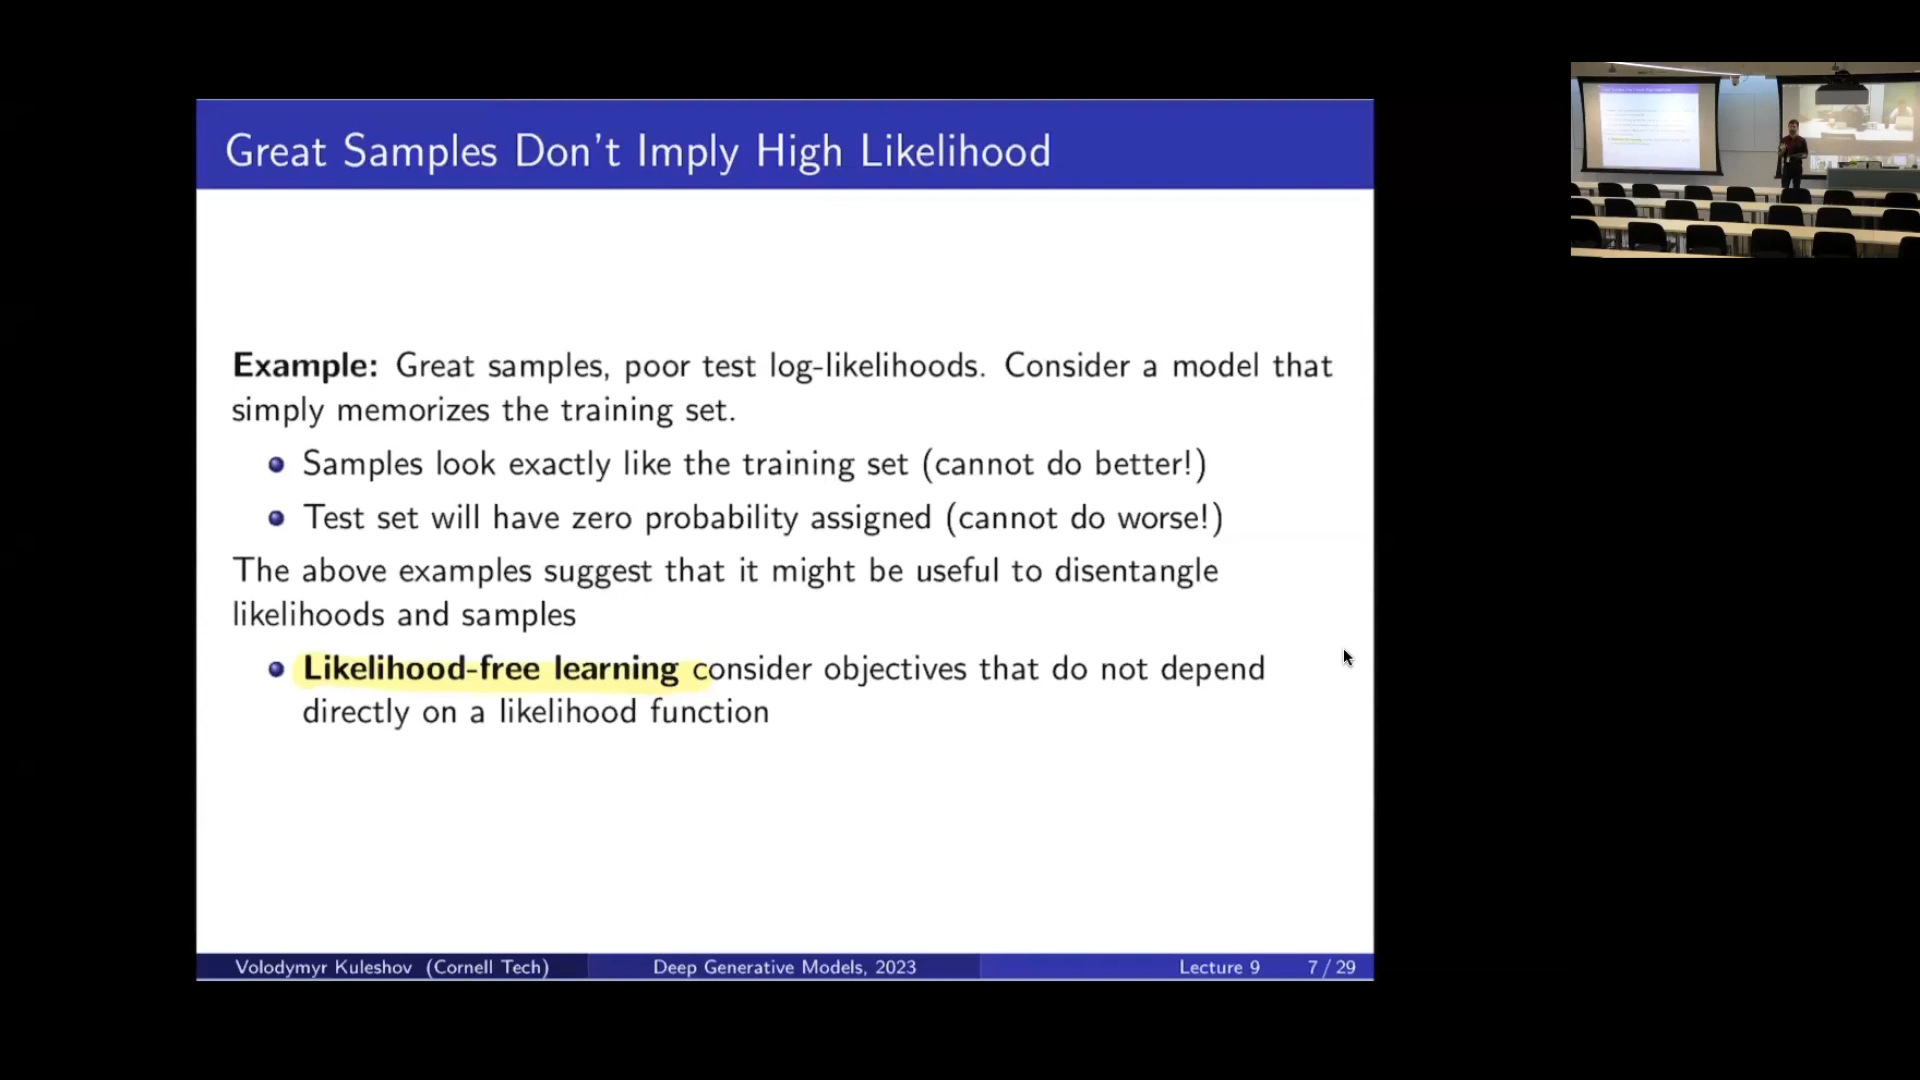 Great Samples Don't Imply High Likelihood
Example: Great samples, poor test log-likelihoods. Consider a model that
simply memorizes the training set.
Samples look exactly like the training set (cannot do better!)
Test set will have zero probability assigned (cannot do worse!)
The above examples suggest that it might be useful to disentangle
likelihoods and samples
Likelihood-free learning consider objectives that do not depend
directly on a likelihood function
Volodymyr Kuleshov (Cornell Tech) Deep Generative Models, 2023 Lecture 9 7 / 29